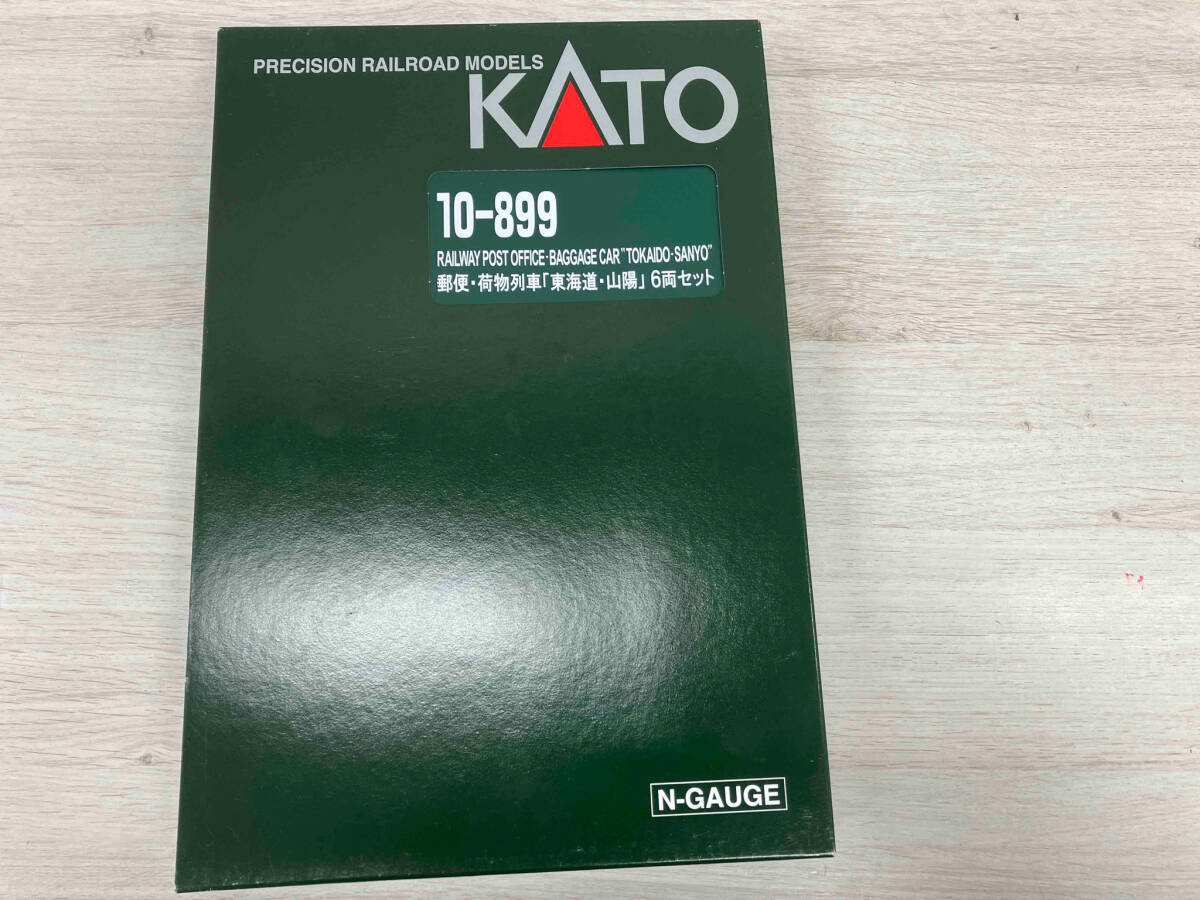 PRECISION RAILROAD MODELS
KATO
10-899
RAILWAY POST OFFICE·BAGGAGE CAR "TOKAIDO·SANYO"
郵便・荷物列車「東海道・山陽」6両セット
N-GAUGE